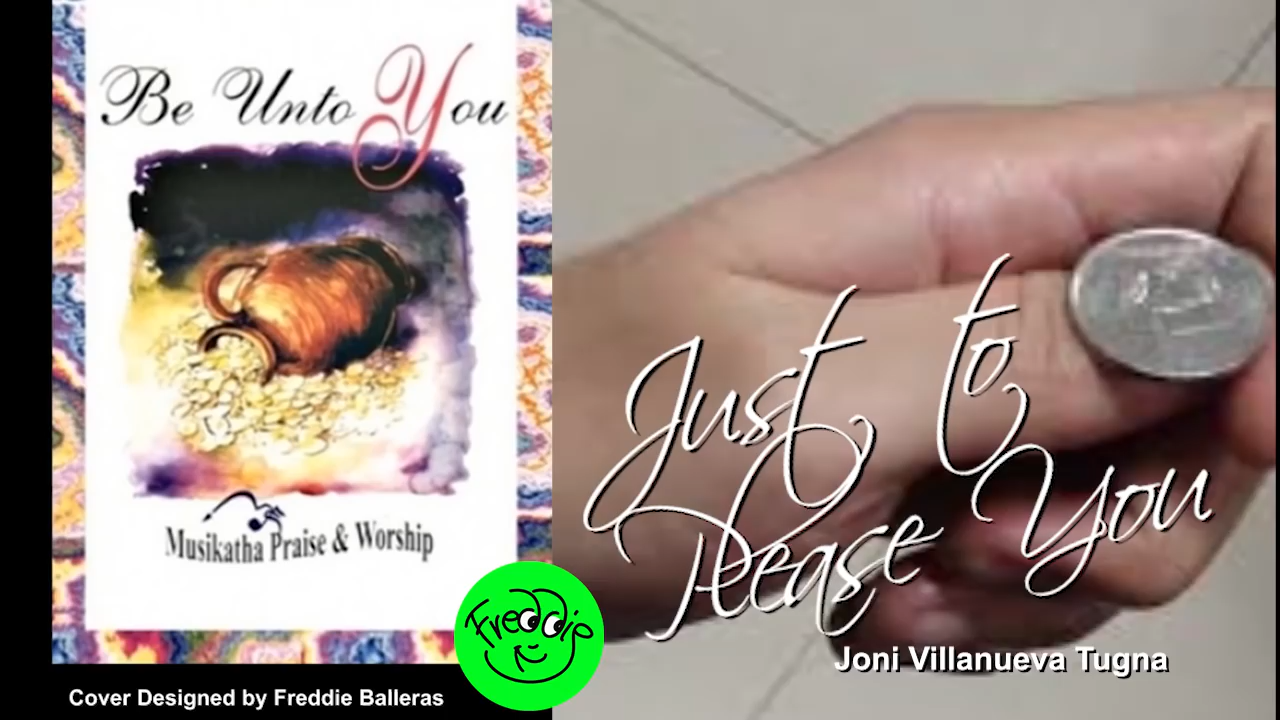 Be Unto You
Musikatha Praise & Worship
Cover Designed by Freddie Balleras
Freddie
Just to
Please You
Joni Villanueva Tugna